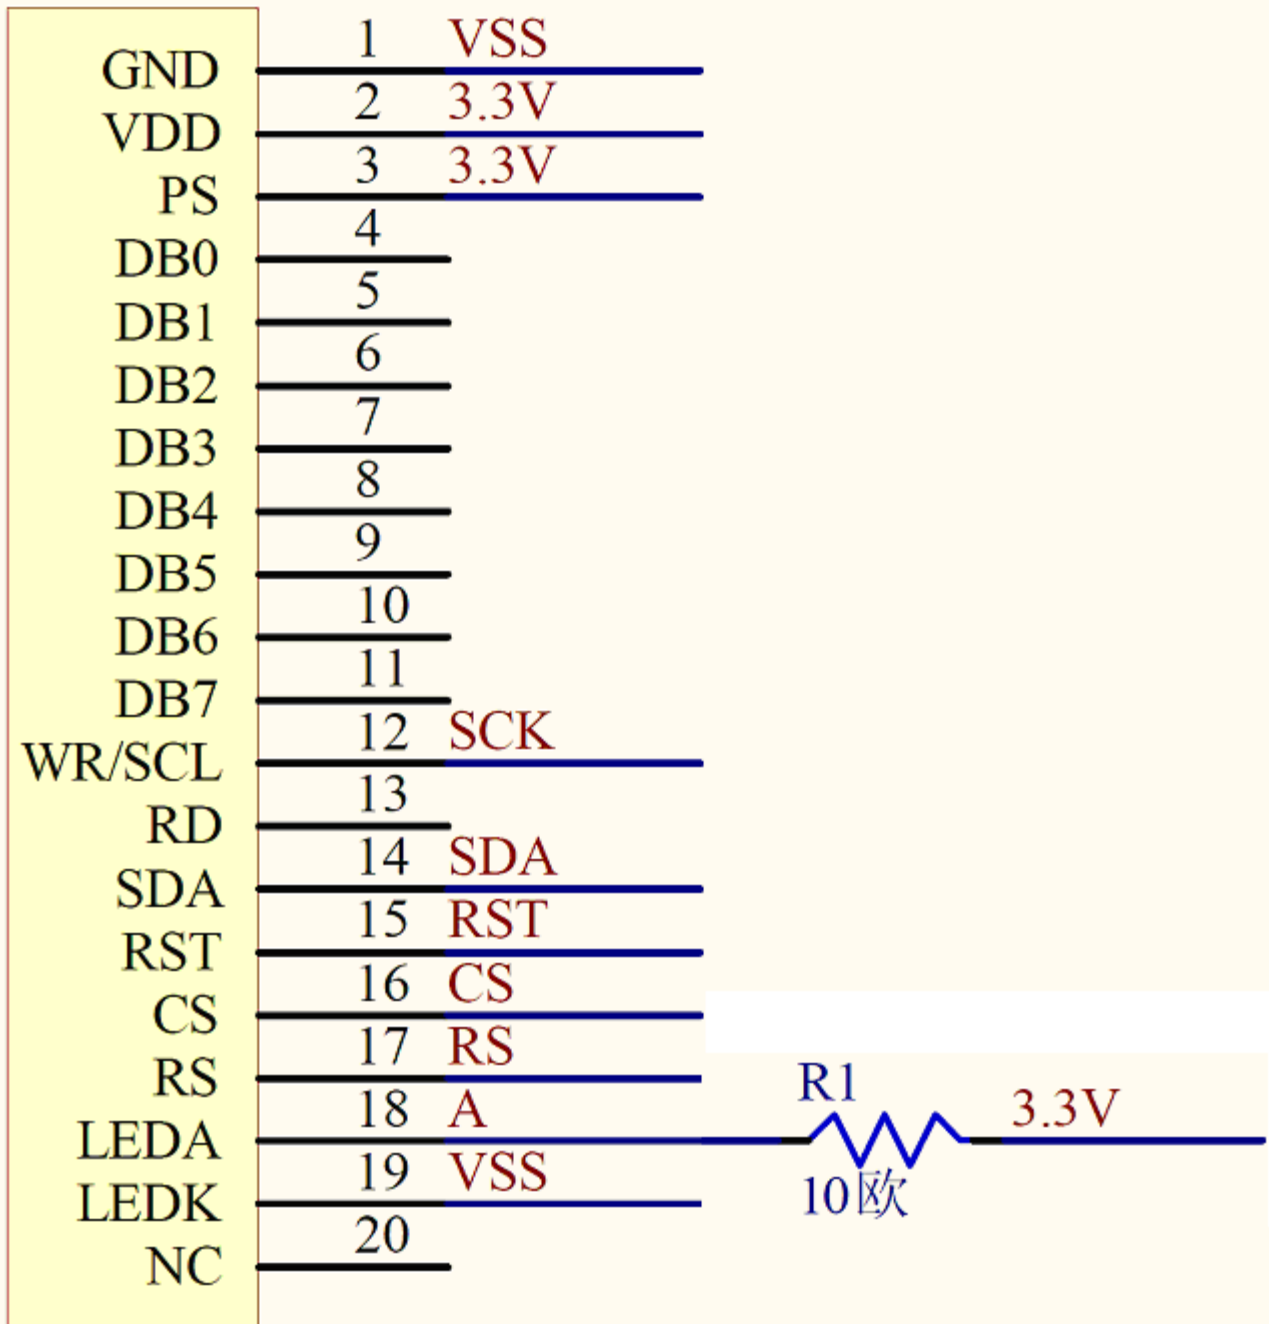 GND 1 VSS
VDD 2 3.3V
PS 3 3.3V
DB0 4
DB1 5
DB2 6
DB3 7
DB4 8
DB5 9
DB6 10
DB7 11
WR/SCL 12 SCK
RD 13
SDA 14 SDA
RST 15 RST
CS 16 CS
RS 17 RS
LEDA 18 A R1 3.3V
10欧
LEDK 19 VSS
NC 20